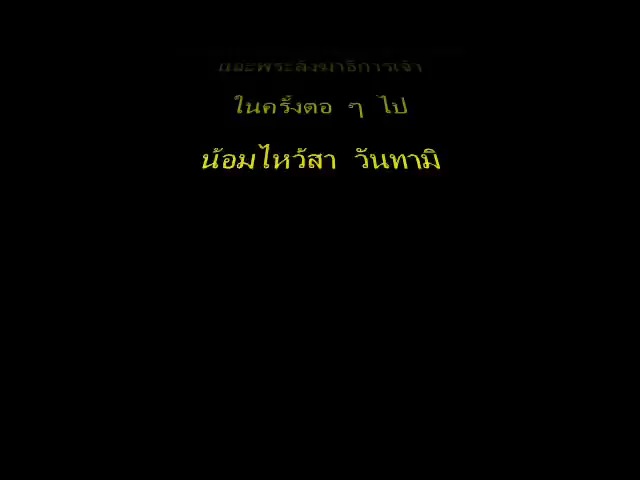 และพระสังฆาธิการเจ้า
ในครั้งตอ ๆ ไป
น้อมไหว้สา วันทามิ